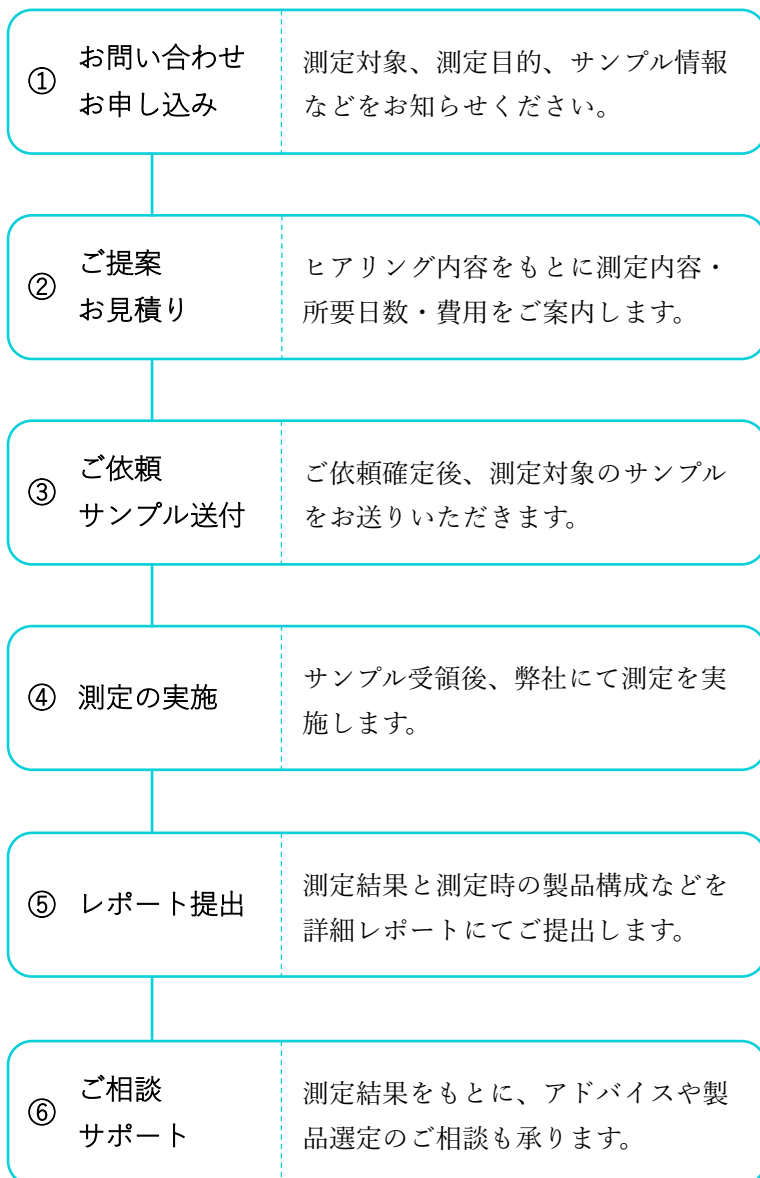 ①
お問い合わせ
お申し込み
測定対象、測定目的、サンプル情報
などをお知らせください。
②
ご提案
お見積り
ヒアリング内容をもとに測定内容・
所要日数・費用をご案内します。
③
ご依頼
サンプル送付
ご依頼確定後、測定対象のサンプル
をお送りいただきます。
④ 測定の実施
サンプル受領後、弊社にて測定を実
施します。
⑤ レポート提出
測定結果と測定時の製品構成などを
詳細レポートにてご提出します。
⑥
ご相談
サポート
測定結果をもとに、アドバイスや製
品選定のご相談も承ります。